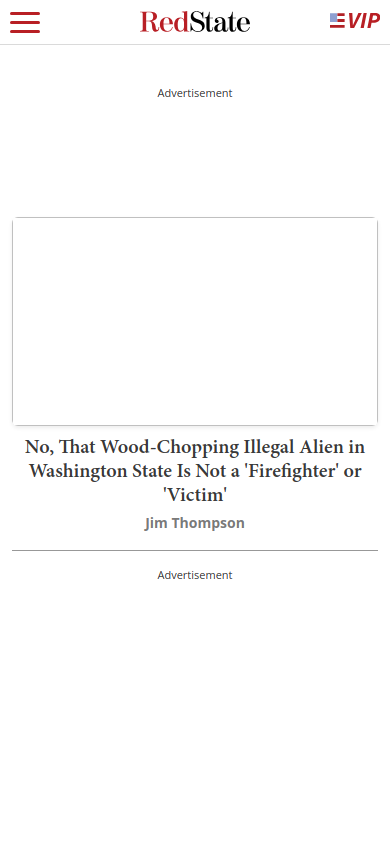 RedState
VIP
Advertisement
No, That Wood-Chopping Illegal Alien in
Washington State Is Not a 'Firefighter' or
'Victim'
Jim Thompson
Advertisement